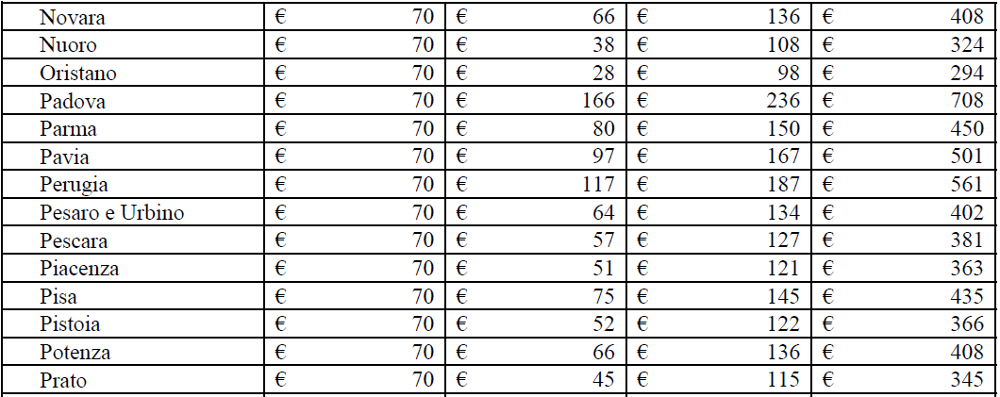 Novara € 70 € 66 € 136 € 408
Nuoro € 70 € 38 € 108 € 324
Oristano € 70 € 28 € 98 € 294
Padova € 70 € 166 € 236 € 708
Parma € 70 € 80 € 150 € 450
Pavia € 70 € 97 € 167 € 501
Perugia € 70 € 117 € 187 € 561
Pesaro e Urbino € 70 € 64 € 134 € 402
Pescara € 70 € 57 € 127 € 381
Piacenza € 70 € 51 € 121 € 363
Pisa € 70 € 75 € 145 € 435
Pistoia € 70 € 52 € 122 € 366
Potenza € 70 € 66 € 136 € 408
Prato € 70 € 45 € 115 € 345